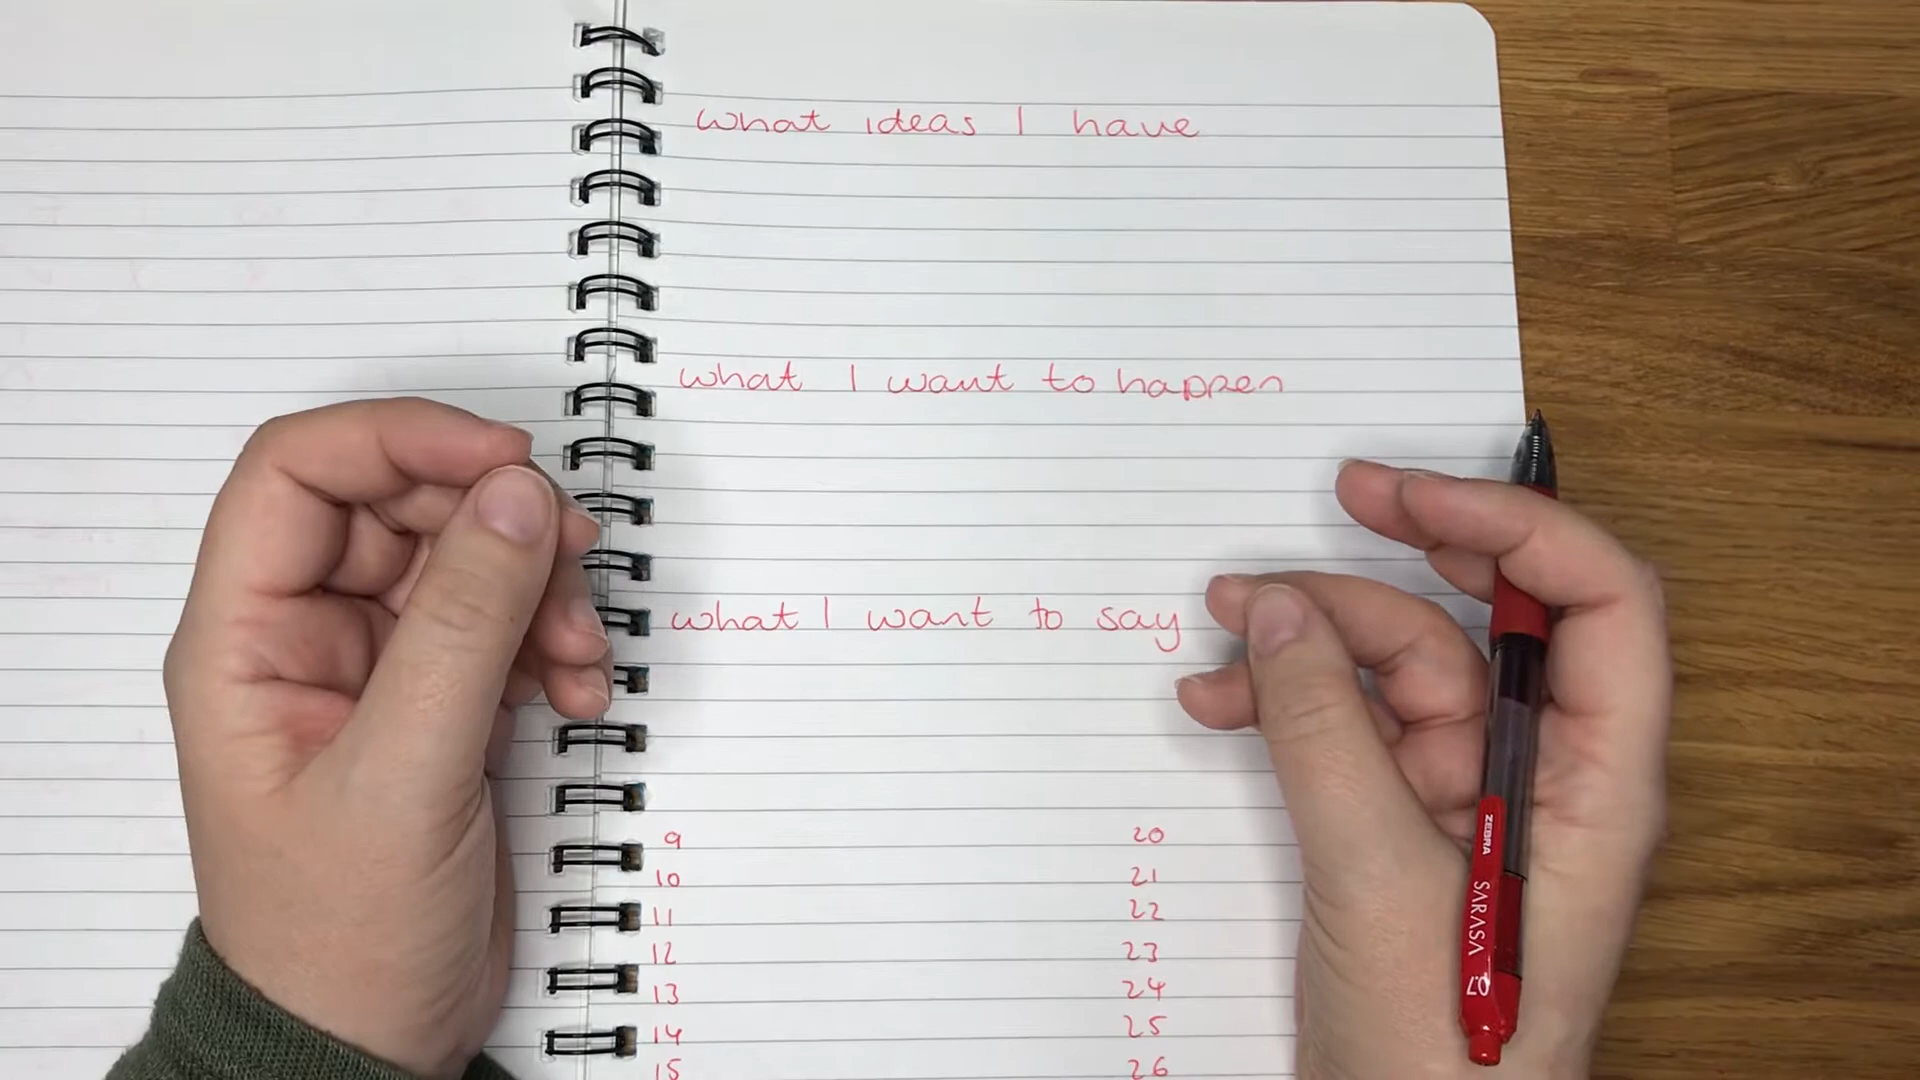 what ideas I have
what I want to happen
what I want to say
9 20
10 21
11 22
12 23
13 24
14 25
15 26
ZEBRA SARASA